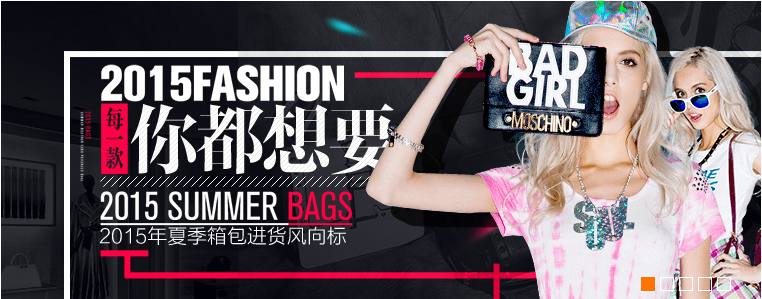 2015FASHION
每一款
你都想要
2015 SUMMER BAGS
2015年夏季箱包进货风向标
BAD
GIRL
MOSCHINO